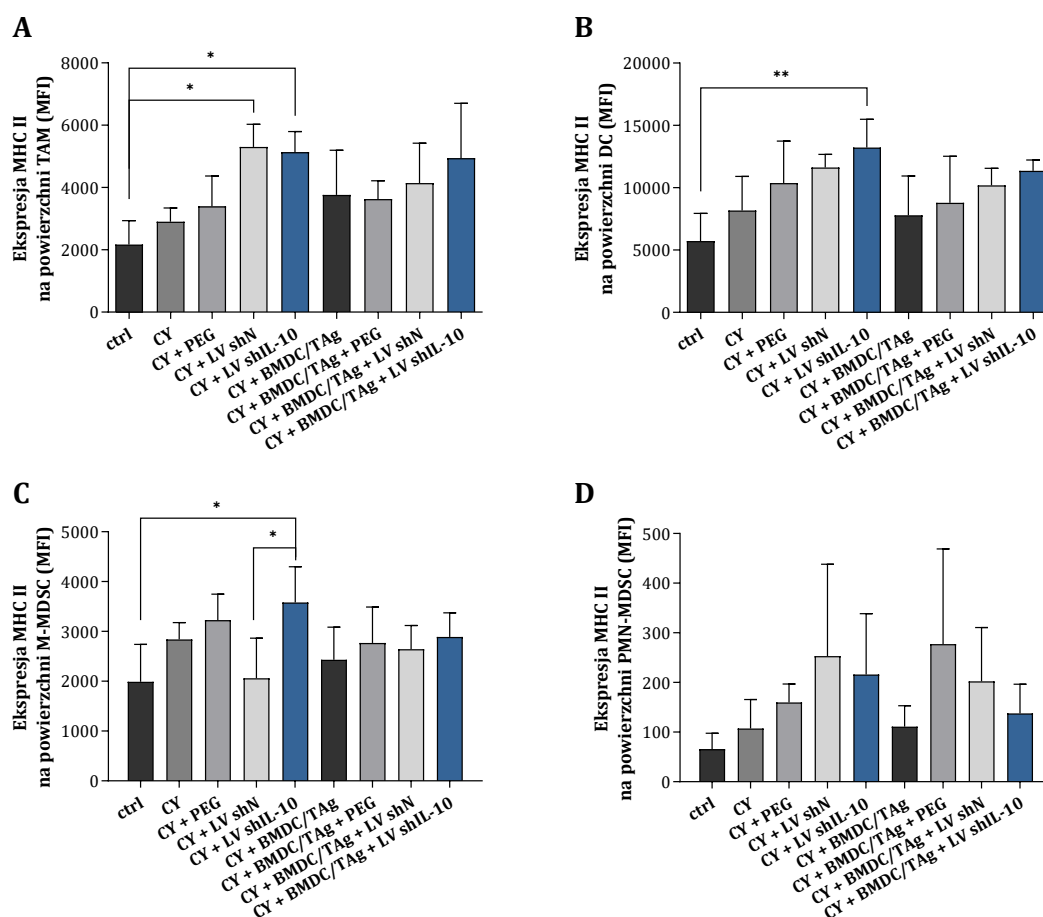 A
Ekspresja MHC II
na powierzchni TAM (MFI)
8000
6000
4000
2000
0
*
*
ctrl
CY
CY + PEG
CY + LV shN
CY + LV shIL-10
CY + BMDC/TAg
CY + BMDC/TAg + PEG
CY + BMDC/TAg + LV shN
CY + BMDC/TAg + LV shIL-10
B
Ekspresja MHC II
na powierzchni DC (MFI)
20000
15000
10000
5000
0
**
ctrl
CY
CY + PEG
CY + LV shN
CY + LV shIL-10
CY + BMDC/TAg
CY + BMDC/TAg + PEG
CY + BMDC/TAg + LV shN
CY + BMDC/TAg + LV shIL-10
C
Ekspresja MHC II
na powierzchni M-MDSC (MFI)
5000
4000
3000
2000
1000
0
*
*
ctrl
CY
CY + PEG
CY + LV shN
CY + LV shIL-10
CY + BMDC/TAg
CY + BMDC/TAg + PEG
CY + BMDC/TAg + LV shN
CY + BMDC/TAg + LV shIL-10
D
Ekspresja MHC II
na powierzchni PMN-MDSC (MFI)
500
400
300
200
100
0
ctrl
CY
CY + PEG
CY + LV shN
CY + LV shIL-10
CY + BMDC/TAg
CY + BMDC/TAg + PEG
CY + BMDC/TAg + LV shN
CY + BMDC/TAg + LV shIL-10